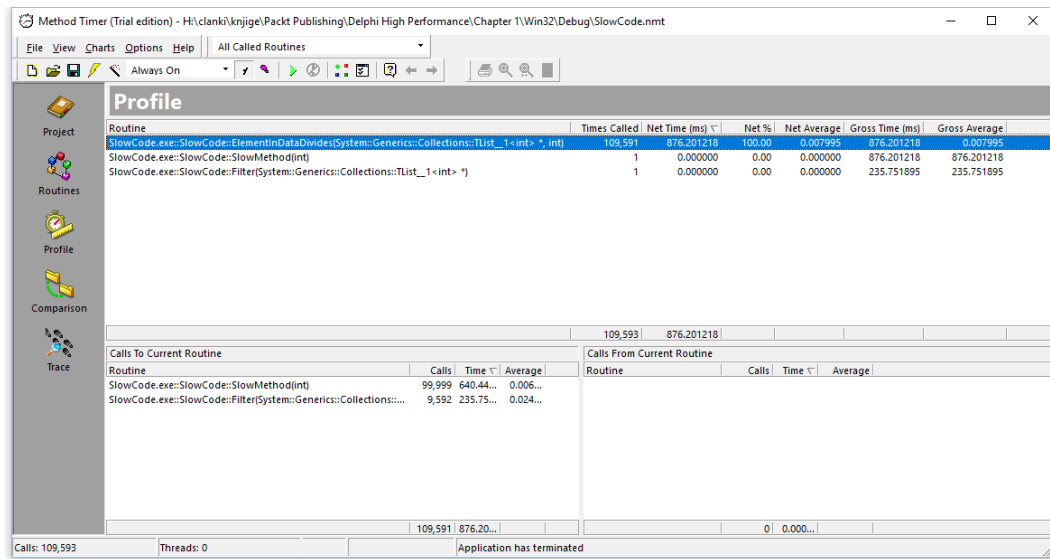 Method Timer (Trial edition) - H:\clanki\knjige\Packt Publishing\Delphi High Performance\Chapter 1\Win32\Debug\SlowCode.nmt
File View Charts Options Help All Called Routines
Always On
Profile
Project
Routines
Profile
Comparison
Trace
Routine Times Called Net Time (ms) Net % Net Average Gross Time (ms) Gross Average
SlowCode.exe::SlowCode::ElementInDataDivides(System::Generics::Collections::TList__1<int> *, int) 109,591 876.201218 100.00 0.007995 876.201218 0.007995
SlowCode.exe::SlowCode::SlowMethod(int) 1 0.000000 0.00 0.000000 876.201218 876.201218
SlowCode.exe::SlowCode::Filter(System::Generics::Collections::TList__1<int> *) 1 0.000000 0.00 0.000000 235.751895 235.751895
109,593 876.201218
Calls To Current Routine
Routine Calls Time Average
SlowCode.exe::SlowCode::SlowMethod(int) 99,999 640.44... 0.006...
SlowCode.exe::SlowCode::Filter(System::Generics::Collections::... 9,592 235.75... 0.024...
109,591 876.20...
Calls From Current Routine
Routine Calls Time Average
0 0.000...
Calls: 109,593 Threads: 0 Application has terminated